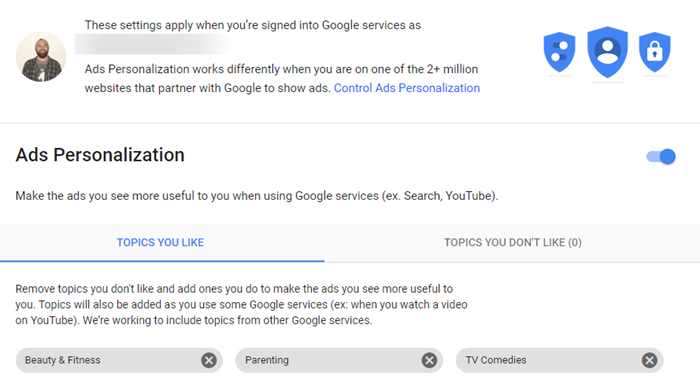 These settings apply when you're signed into Google services as
Ads Personalization works differently when you are on one of the 2+ million
websites that partner with Google to show ads. Control Ads Personalization
Ads Personalization
Make the ads you see more useful to you when using Google services (ex. Search, YouTube).
TOPICS YOU LIKE
TOPICS YOU DON'T LIKE (0)
Remove topics you don't like and add ones you do to make the ads you see more useful to
you. Topics will also be added as you use some Google services (ex: when you watch a video
on YouTube). We're working to include topics from other Google services.
Beauty & Fitness
Parenting
TV Comedies